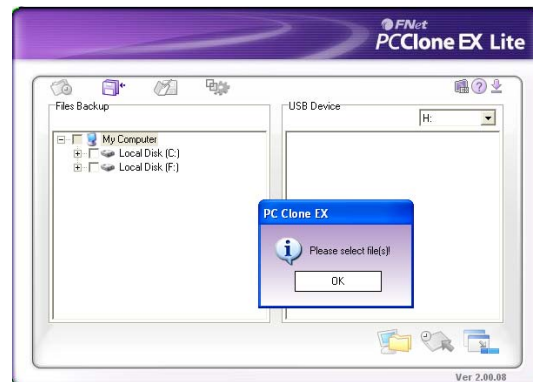 FNet
PCClone EX Lite
Files Backup
USB Device
H:
My Computer
Local Disk (C:)
Local Disk (F:)
PC Clone EX
Please select file(s)!
OK
Ver 2.00.08